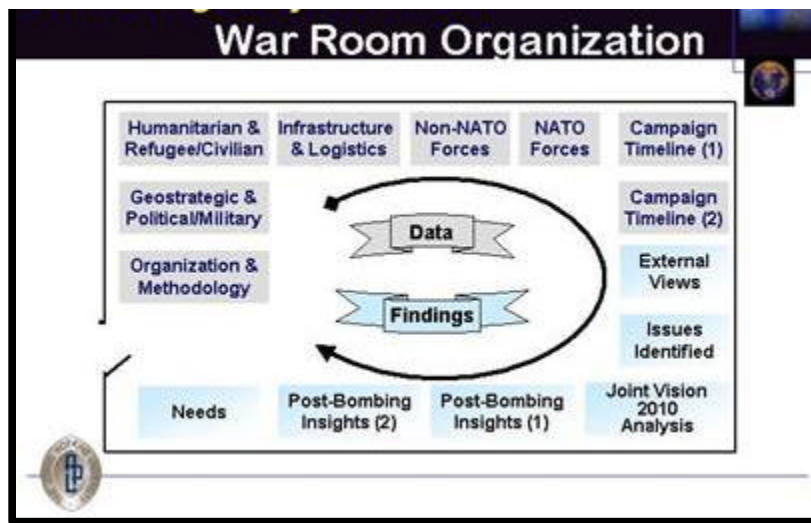 War Room Organization
Humanitarian &
Refugee/Civilian
Infrastructure
& Logistics
Non-NATO
Forces
NATO
Forces
Campaign
Timeline (1)
Geostrategic &
Political/Military
Campaign
Timeline (2)
Data
Organization &
Methodology
External
Views
Findings
Issues
Identified
Needs
Post-Bombing
Insights (2)
Post-Bombing
Insights (1)
Joint Vision
2010
Analysis